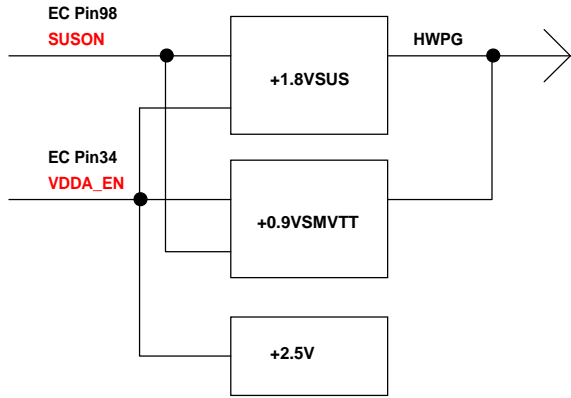 EC Pin98
SUSON
HWPG
+1.8VSUS
EC Pin34
VDDA_EN
+0.9VSMVTT
+2.5V